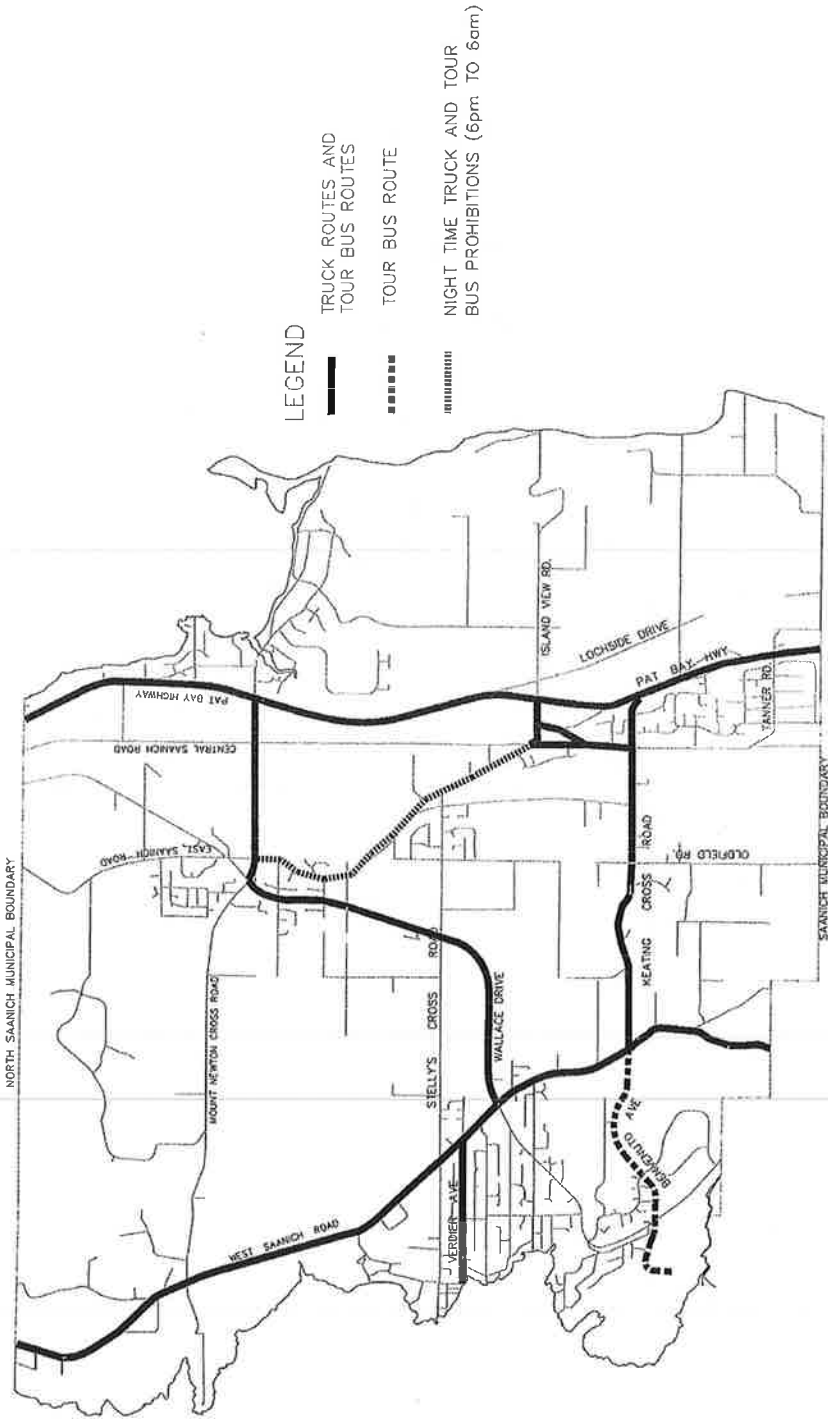 NORTH SAANICH MUNICIPAL BOUNDARY
PAT BAY HIGHWAY
CENTRAL SAANICH ROAD
EAST SAANICH ROAD
MOUNT NEWTON CROSS ROAD
WEST SAANICH ROAD
STELLY'S CROSS ROAD
VERDIER AVE
WALLACE DRIVE
ISLAND VIEW RD.
LOCHSIDE DRIVE
PAT BAY HWY
KEATING CROSS ROAD
BENVENUTO AVE
OLDFIELD RD.
TANNER RD.
SAANICH MUNICIPAL BOUNDARY
LEGEND
TRUCK ROUTES AND
TOUR BUS ROUTES
TOUR BUS ROUTE
NIGHT TIME TRUCK AND TOUR
BUS PROHIBITIONS (6pm TO 6am)